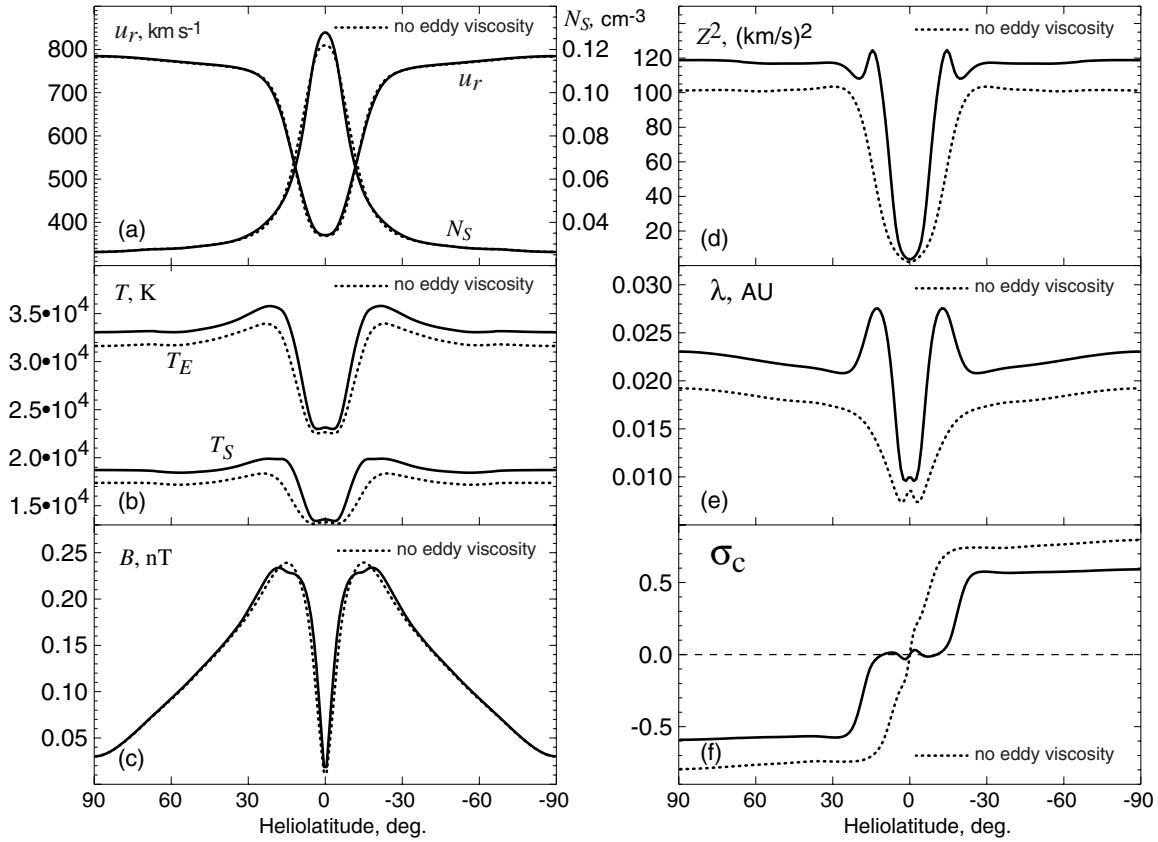 u_r, km s-1
no eddy viscosity
N_S, cm-3
800
700
600
500
400
0.12
0.10
0.08
0.06
0.04
u_r
N_S
(a)
T, K
no eddy viscosity
3.5•10^4
3.0•10^4
2.5•10^4
2.0•10^4
1.5•10^4
T_E
T_S
(b)
B, nT
no eddy viscosity
0.25
0.20
0.15
0.10
0.05
(c)
90 60 30 0 -30 -60 -90
Heliolatitude, deg.
Z², (km/s)²
no eddy viscosity
140
120
100
80
60
40
20
(d)
λ, AU
no eddy viscosity
0.030
0.025
0.020
0.015
0.010
(e)
σc
0.5
0.0
-0.5
(f)
no eddy viscosity
90 60 30 0 -30 -60 -90
Heliolatitude, deg.